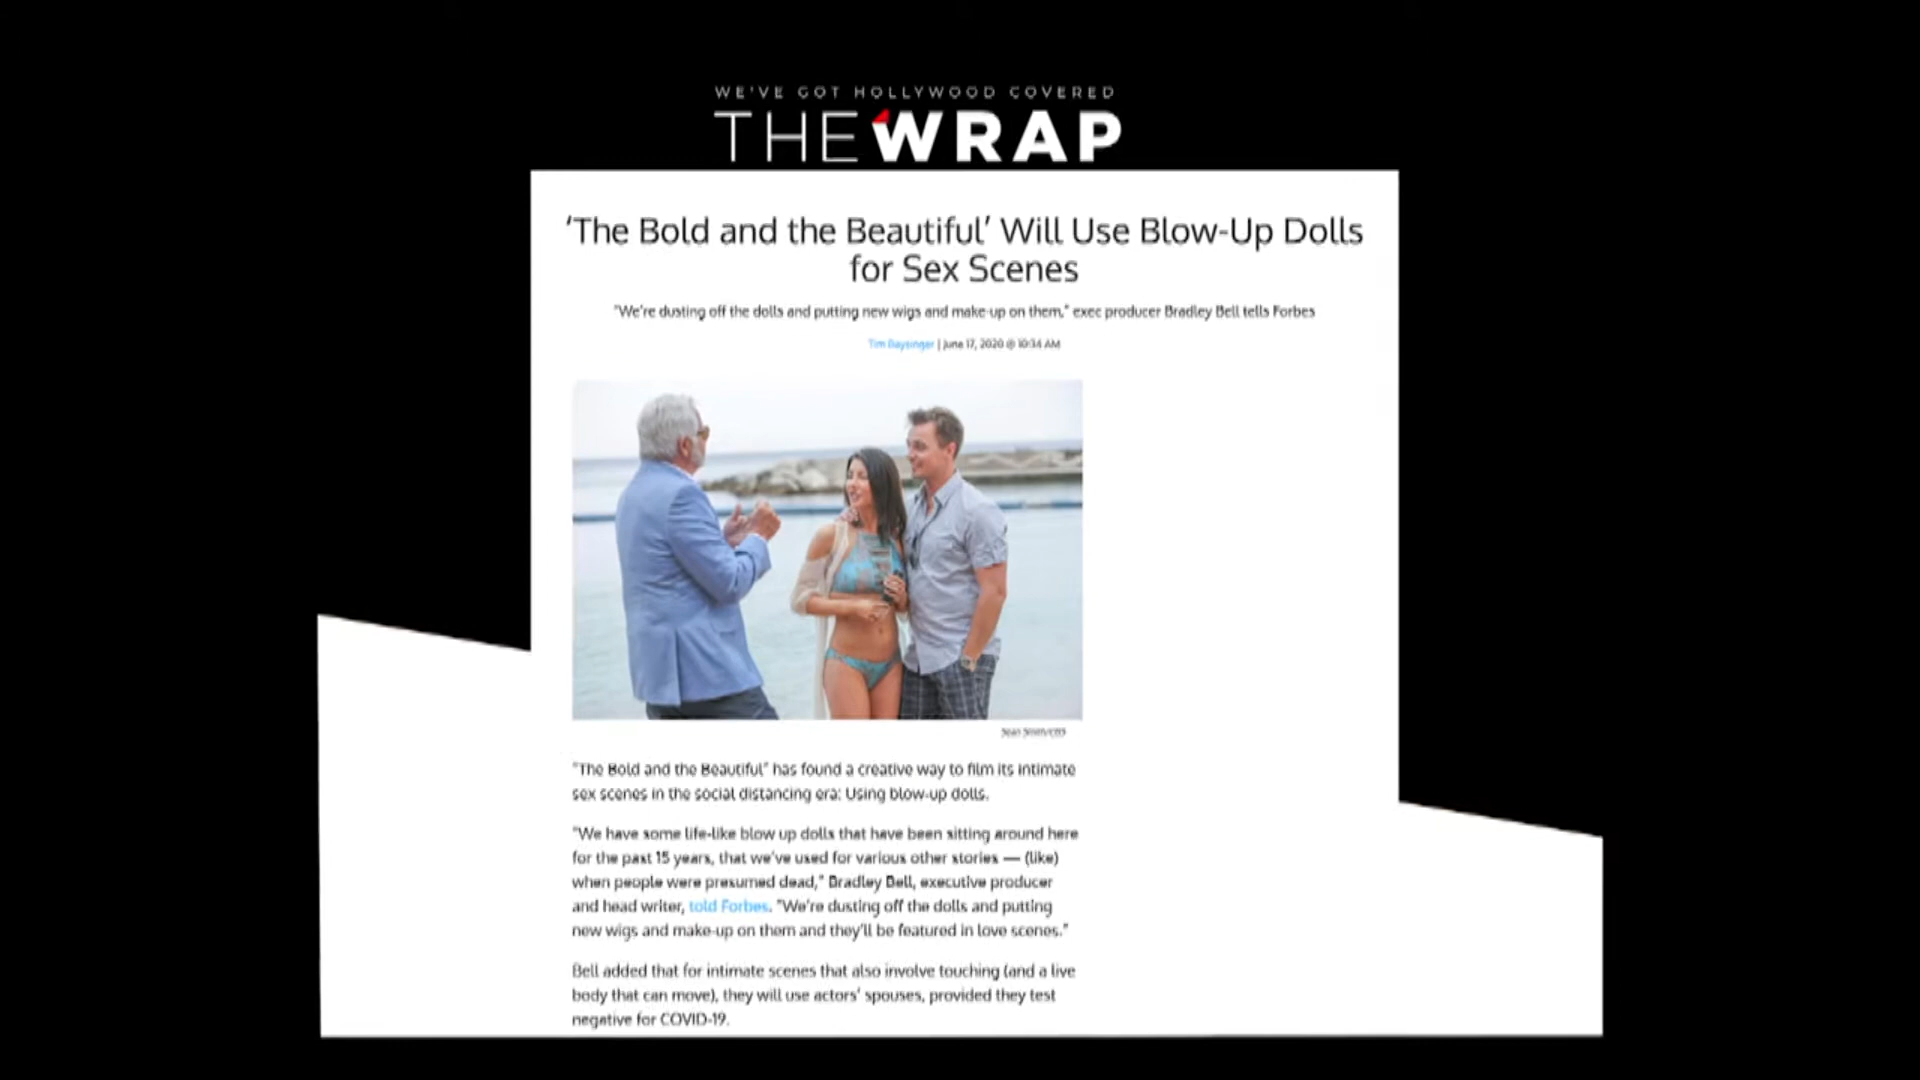 WE'VE GOT HOLLYWOOD COVERED
THEWRAP
'The Bold and the Beautiful' Will Use Blow-Up Dolls
for Sex Scenes
"We're dusting off the dolls and putting new wigs and make-up on them," exec producer Bradley Bell tells Forbes
Tim Baysinger | June 17, 2020 @ 10:34 AM
Sean Smith/CBS
"The Bold and the Beautiful" has found a creative way to film its intimate
sex scenes in the social distancing era: Using blow-up dolls.
"We have some life-like blow up dolls that have been sitting around here
for the past 15 years, that we've used for various other stories — (like)
when people were presumed dead," Bradley Bell, executive producer
and head writer, told Forbes. "We're dusting off the dolls and putting
new wigs and make-up on them and they'll be featured in love scenes."
Bell added that for intimate scenes that also involve touching (and a live
body that can move), they will use actors' spouses, provided they test
negative for COVID-19.